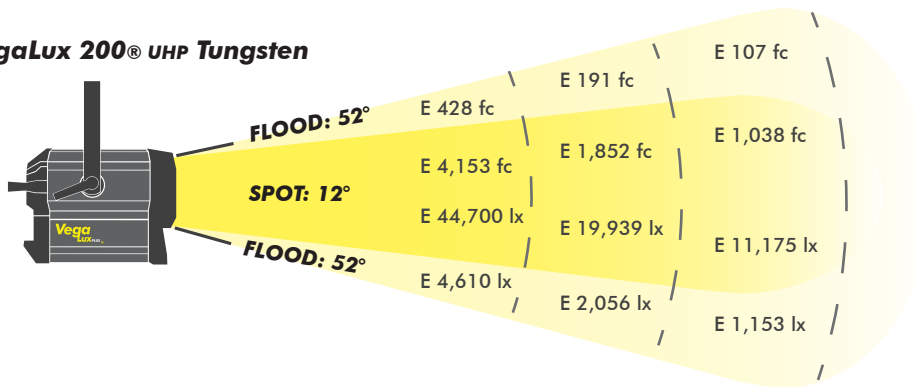 gaLux 200® UHP Tungsten
FLOOD: 52°
SPOT: 12°
FLOOD: 52°
E 428 fc
E 4,153 fc
E 44,700 lx
E 4,610 lx
E 191 fc
E 1,852 fc
E 19,939 lx
E 2,056 lx
E 107 fc
E 1,038 fc
E 11,175 lx
E 1,153 lx
Vega
Lux